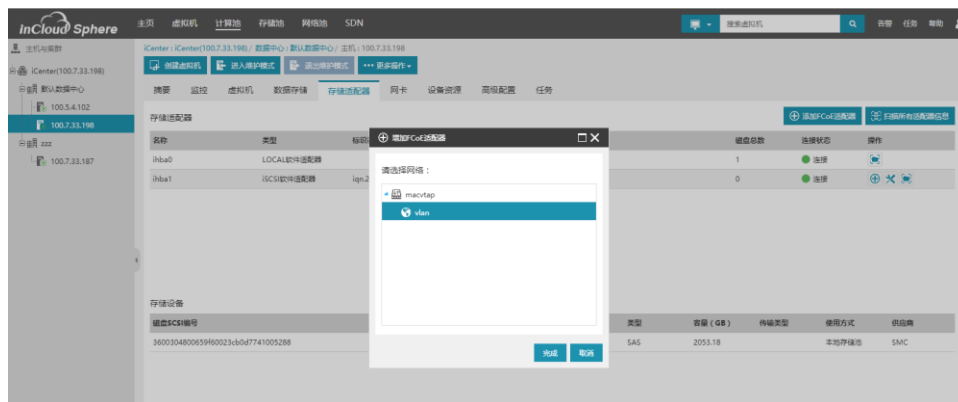 InCloud Sphere
主页 虚拟机 计算池 存储池 网络池 SDN
搜索虚拟机
告警 任务 帮助
主机与集群
iCenter : iCenter(100.7.33.198) / 数据中心 : 默认数据中心 / 主机 : 100.7.33.198
创建虚拟机 进入维护模式 退出维护模式 更多操作
iCenter(100.7.33.198)
默认数据中心
100.5.4.102
100.7.33.198
zzz
100.7.33.187
摘要 监控 虚拟机 数据存储 存储适配器 网卡 设备资源 高级配置 任务
存储适配器
添加FCoE适配器 扫描所有适配器信息
名称 类型 磁盘总数 连接状态 操作
ihba0 LOCAL软件适配器 1 连接
ihba1 iSCSI软件适配器 iqn.2 0 连接
增加FCoE适配器
请选择网络：
macvtap
vlan
完成 取消
存储设备
磁盘SCSI编号 类型 容量（GB） 传输类型 使用方式 供应商
3600304800659f60023cb0d7741005288 SAS 2053.18 本地存储池 SMC